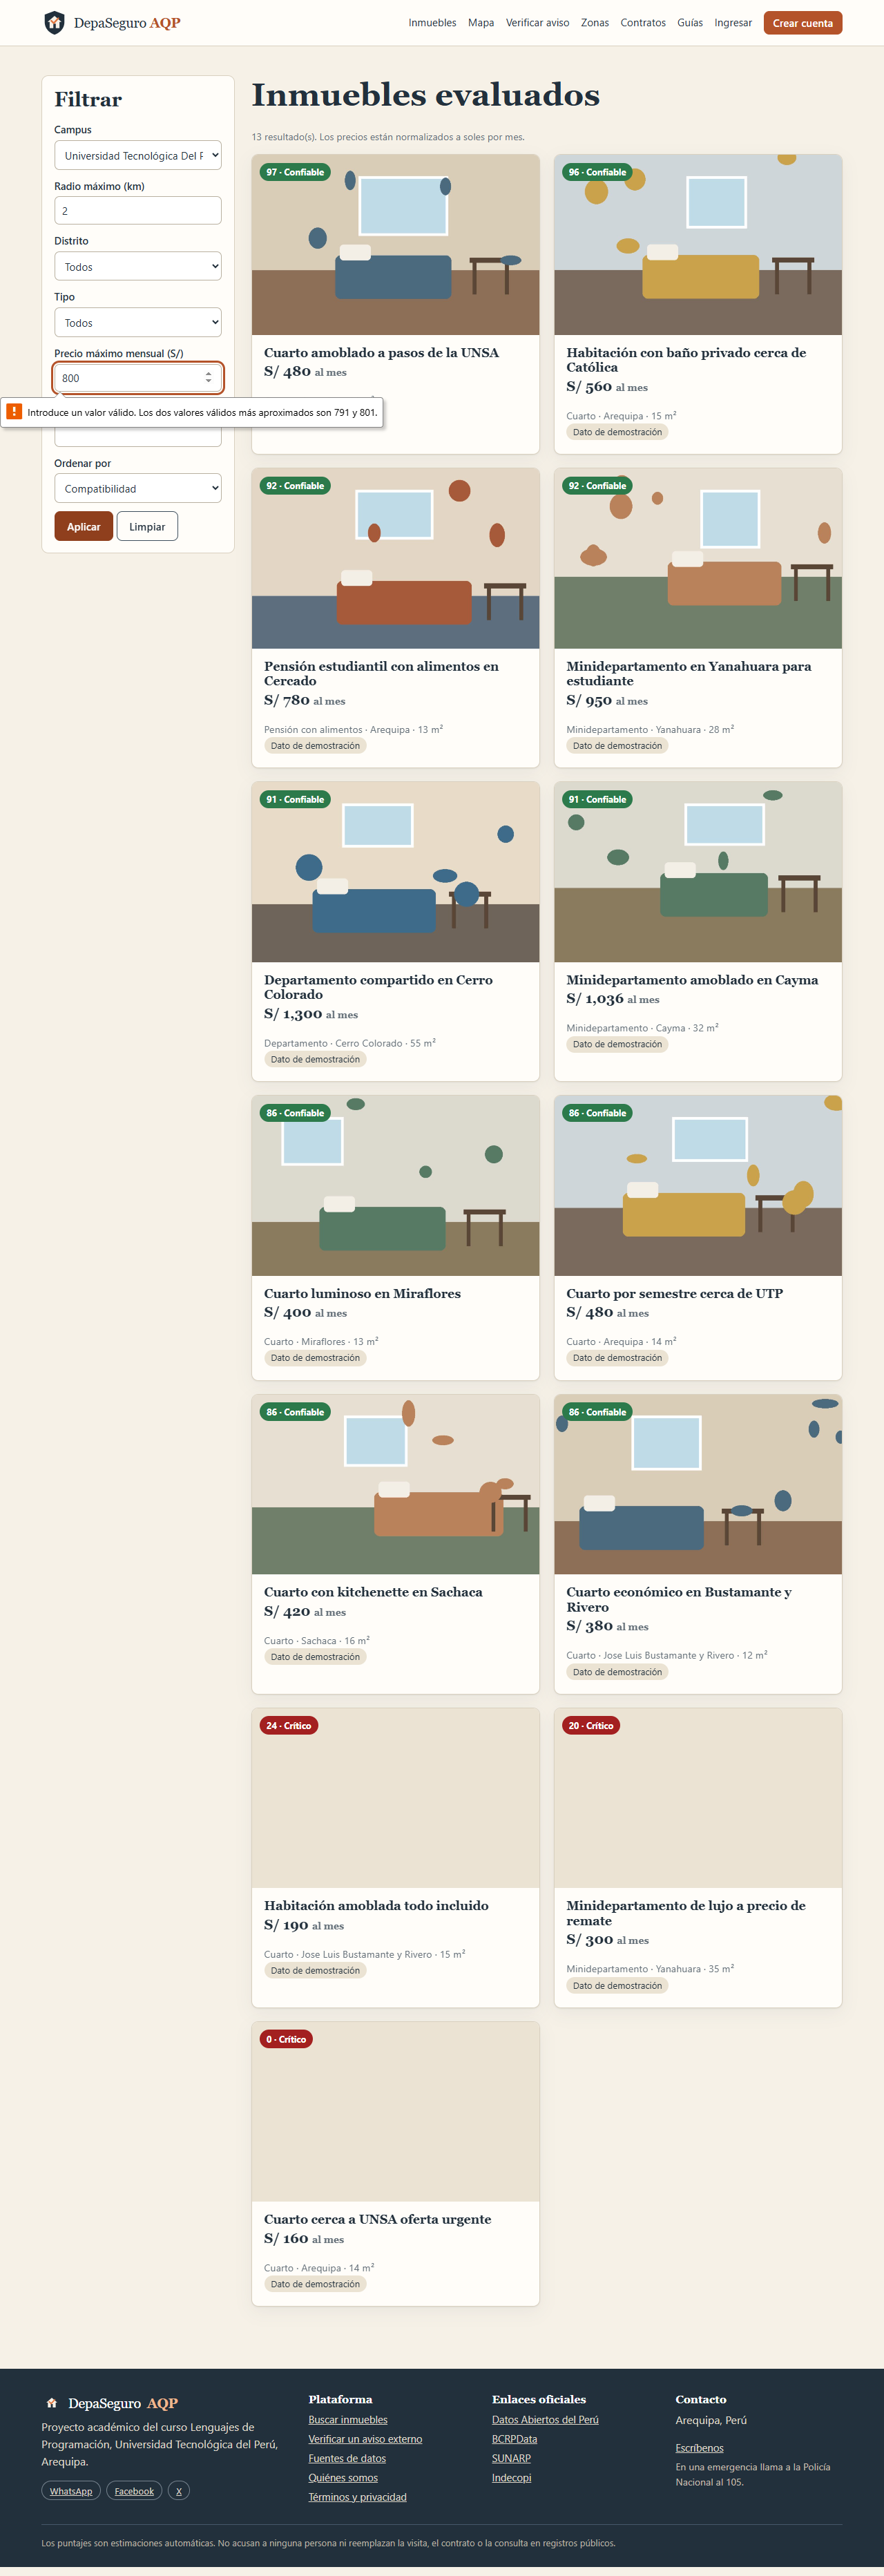 DepaSeguro AQP
Inmuebles Mapa Verificar aviso Zonas Contratos Guías Ingresar Crear cuenta
Filtrar
Campus
Universidad Tecnológica Del P
Radio máximo (km)
2
Distrito
Todos
Tipo
Todos
Precio máximo mensual (S/)
800
Introduce un valor válido. Los dos valores válidos más aproximados son 791 y 801.
Ordenar por
Compatibilidad
Aplicar Limpiar
Inmuebles evaluados
13 resultado(s). Los precios están normalizados a soles por mes.
97 · Confiable
Cuarto amoblado a pasos de la UNSA
S/ 480 al mes
96 · Confiable
Habitación con baño privado cerca de
Católica
S/ 560 al mes
Cuarto · Arequipa · 15 m²
Dato de demostración
92 · Confiable
Pensión estudiantil con alimentos en
Cercado
S/ 780 al mes
Pensión con alimentos · Arequipa · 13 m²
Dato de demostración
92 · Confiable
Minidepartamento en Yanahuara para
estudiante
S/ 950 al mes
Minidepartamento · Yanahuara · 28 m²
Dato de demostración
91 · Confiable
Departamento compartido en Cerro
Colorado
S/ 1,300 al mes
Departamento · Cerro Colorado · 55 m²
Dato de demostración
91 · Confiable
Minidepartamento amoblado en Cayma
S/ 1,036 al mes
Minidepartamento · Cayma · 32 m²
Dato de demostración
86 · Confiable
Cuarto luminoso en Miraflores
S/ 400 al mes
Cuarto · Miraflores · 13 m²
Dato de demostración
86 · Confiable
Cuarto por semestre cerca de UTP
S/ 480 al mes
Cuarto · Arequipa · 14 m²
Dato de demostración
86 · Confiable
Cuarto con kitchenette en Sachaca
S/ 420 al mes
Cuarto · Sachaca · 16 m²
Dato de demostración
86 · Confiable
Cuarto económico en Bustamante y
Rivero
S/ 380 al mes
Cuarto · Jose Luis Bustamante y Rivero · 12 m²
Dato de demostración
24 · Crítico
Habitación amoblada todo incluido
S/ 190 al mes
Cuarto · Jose Luis Bustamante y Rivero · 15 m²
Dato de demostración
20 · Crítico
Minidepartamento de lujo a precio de
remate
S/ 300 al mes
Minidepartamento · Yanahuara · 35 m²
Dato de demostración
0 · Crítico
Cuarto cerca a UNSA oferta urgente
S/ 160 al mes
Cuarto · Arequipa · 14 m²
Dato de demostración
DepaSeguro AQP
Proyecto académico del curso Lenguajes de
Programación, Universidad Tecnológica del Perú,
Arequipa.
WhatsApp Facebook X
Plataforma
Buscar inmuebles
Verificar un aviso externo
Fuentes de datos
Quiénes somos
Términos y privacidad
Enlaces oficiales
Datos Abiertos del Perú
BCRPData
SUNARP
Indecopi
Contacto
Arequipa, Perú
Escríbenos
En una emergencia llama a la Policía
Nacional al 105.
Los puntajes son estimaciones automáticas. No acusan a ninguna persona ni reemplazan la visita, el contrato o la consulta en registros públicos.